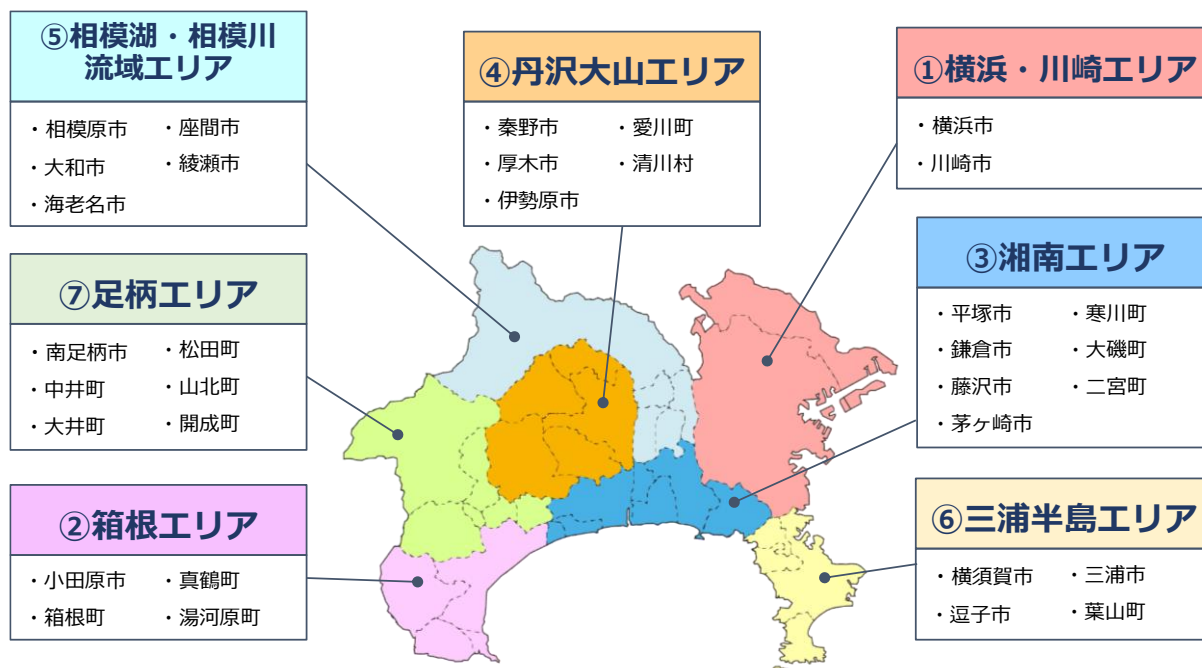 ⑤相模湖・相模川
流域エリア
・相模原市 ・座間市
・大和市 ・綾瀬市
・海老名市
④丹沢大山エリア
・秦野市 ・愛川町
・厚木市 ・清川村
・伊勢原市
①横浜・川崎エリア
・横浜市
・川崎市
③湘南エリア
・平塚市 ・寒川町
・鎌倉市 ・大磯町
・藤沢市 ・二宮町
・茅ヶ崎市
⑦足柄エリア
・南足柄市 ・松田町
・中井町 ・山北町
・大井町 ・開成町
②箱根エリア
・小田原市 ・真鶴町
・箱根町 ・湯河原町
⑥三浦半島エリア
・横須賀市 ・三浦市
・逗子市 ・葉山町